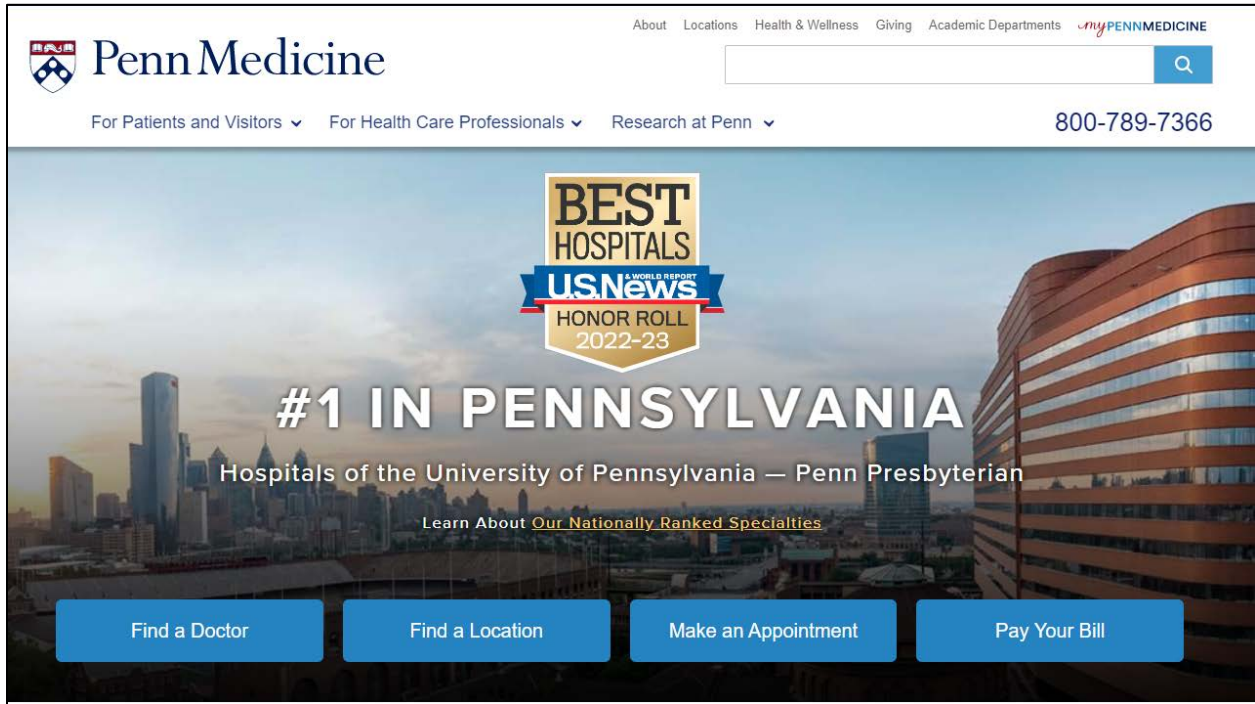 About Locations Health & Wellness Giving Academic Departments myPENNMEDICINE
Penn Medicine
For Patients and Visitors For Health Care Professionals Research at Penn 800-789-7366
BEST
HOSPITALS
U.S.News & WORLD REPORT
HONOR ROLL
2022-23
#1 IN PENNSYLVANIA
Hospitals of the University of Pennsylvania — Penn Presbyterian
Learn About Our Nationally Ranked Specialties
Find a Doctor Find a Location Make an Appointment Pay Your Bill